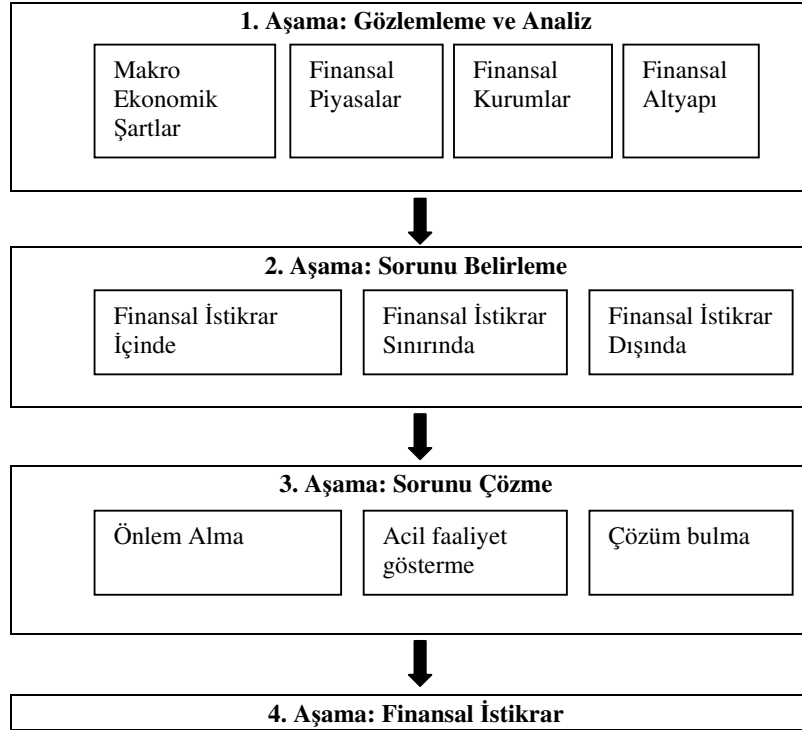 1. Aşama: Gözlemleme ve Analiz
Makro
Ekonomik
Şartlar
Finansal
Piyasalar
Finansal
Kurumlar
Finansal
Altyapı
2. Aşama: Sorunu Belirleme
Finansal İstikrar
İçinde
Finansal İstikrar
Sınırında
Finansal İstikrar
Dışında
3. Aşama: Sorunu Çözme
Önlem Alma
Acil faaliyet
gösterme
Çözüm bulma
4. Aşama: Finansal İstikrar